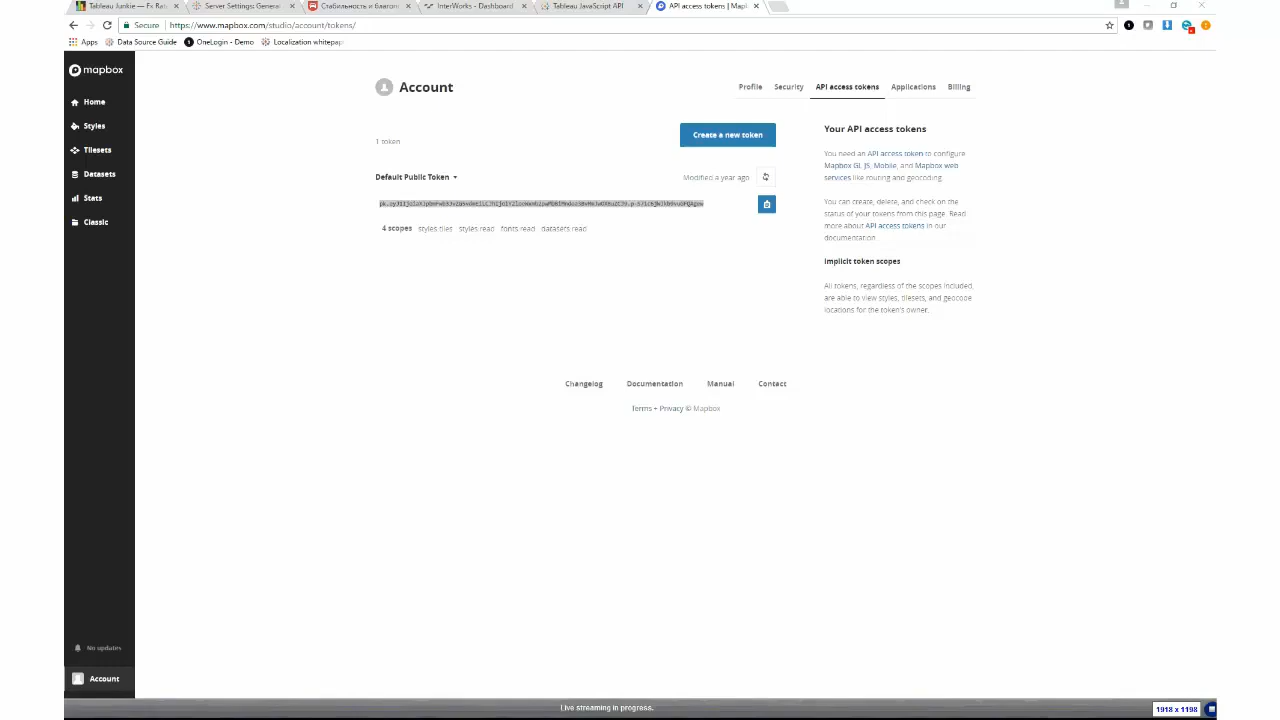 Tableau Junkie — Fx Rat
Server Settings: General
Стабильность и благопо
InterWorks - Dashboard
Tableau JavaScript API
API access tokens | Map
Secure
https://www.mapbox.com/studio/account/tokens/
Apps
Data Source Guide
OneLogin - Demo
Localization whitepap
mapbox
Home
Styles
Tilesets
Datasets
Stats
Classic
No updates
Account
Account
Profile
Security
API access tokens
Applications
Billing
1 token
Create a new token
Default Public Token
Modified a year ago
4 scopes
styles tiles
styles read
fonts read
datasets read
Your API access tokens
You need an API access token to configure
Mapbox GL JS, Mobile, and Mapbox web
services like routing and geocoding.
You can create, delete, and check on the
status of your tokens from this page. Read
more about API access tokens in our
documentation.
Implicit token scopes
All tokens, regardless of the scopes included,
are able to view styles, tilesets, and geocode
locations for the token's owner.
Changelog
Documentation
Manual
Contact
Terms + Privacy © Mapbox
Live streaming in progress.
1918 x 1198